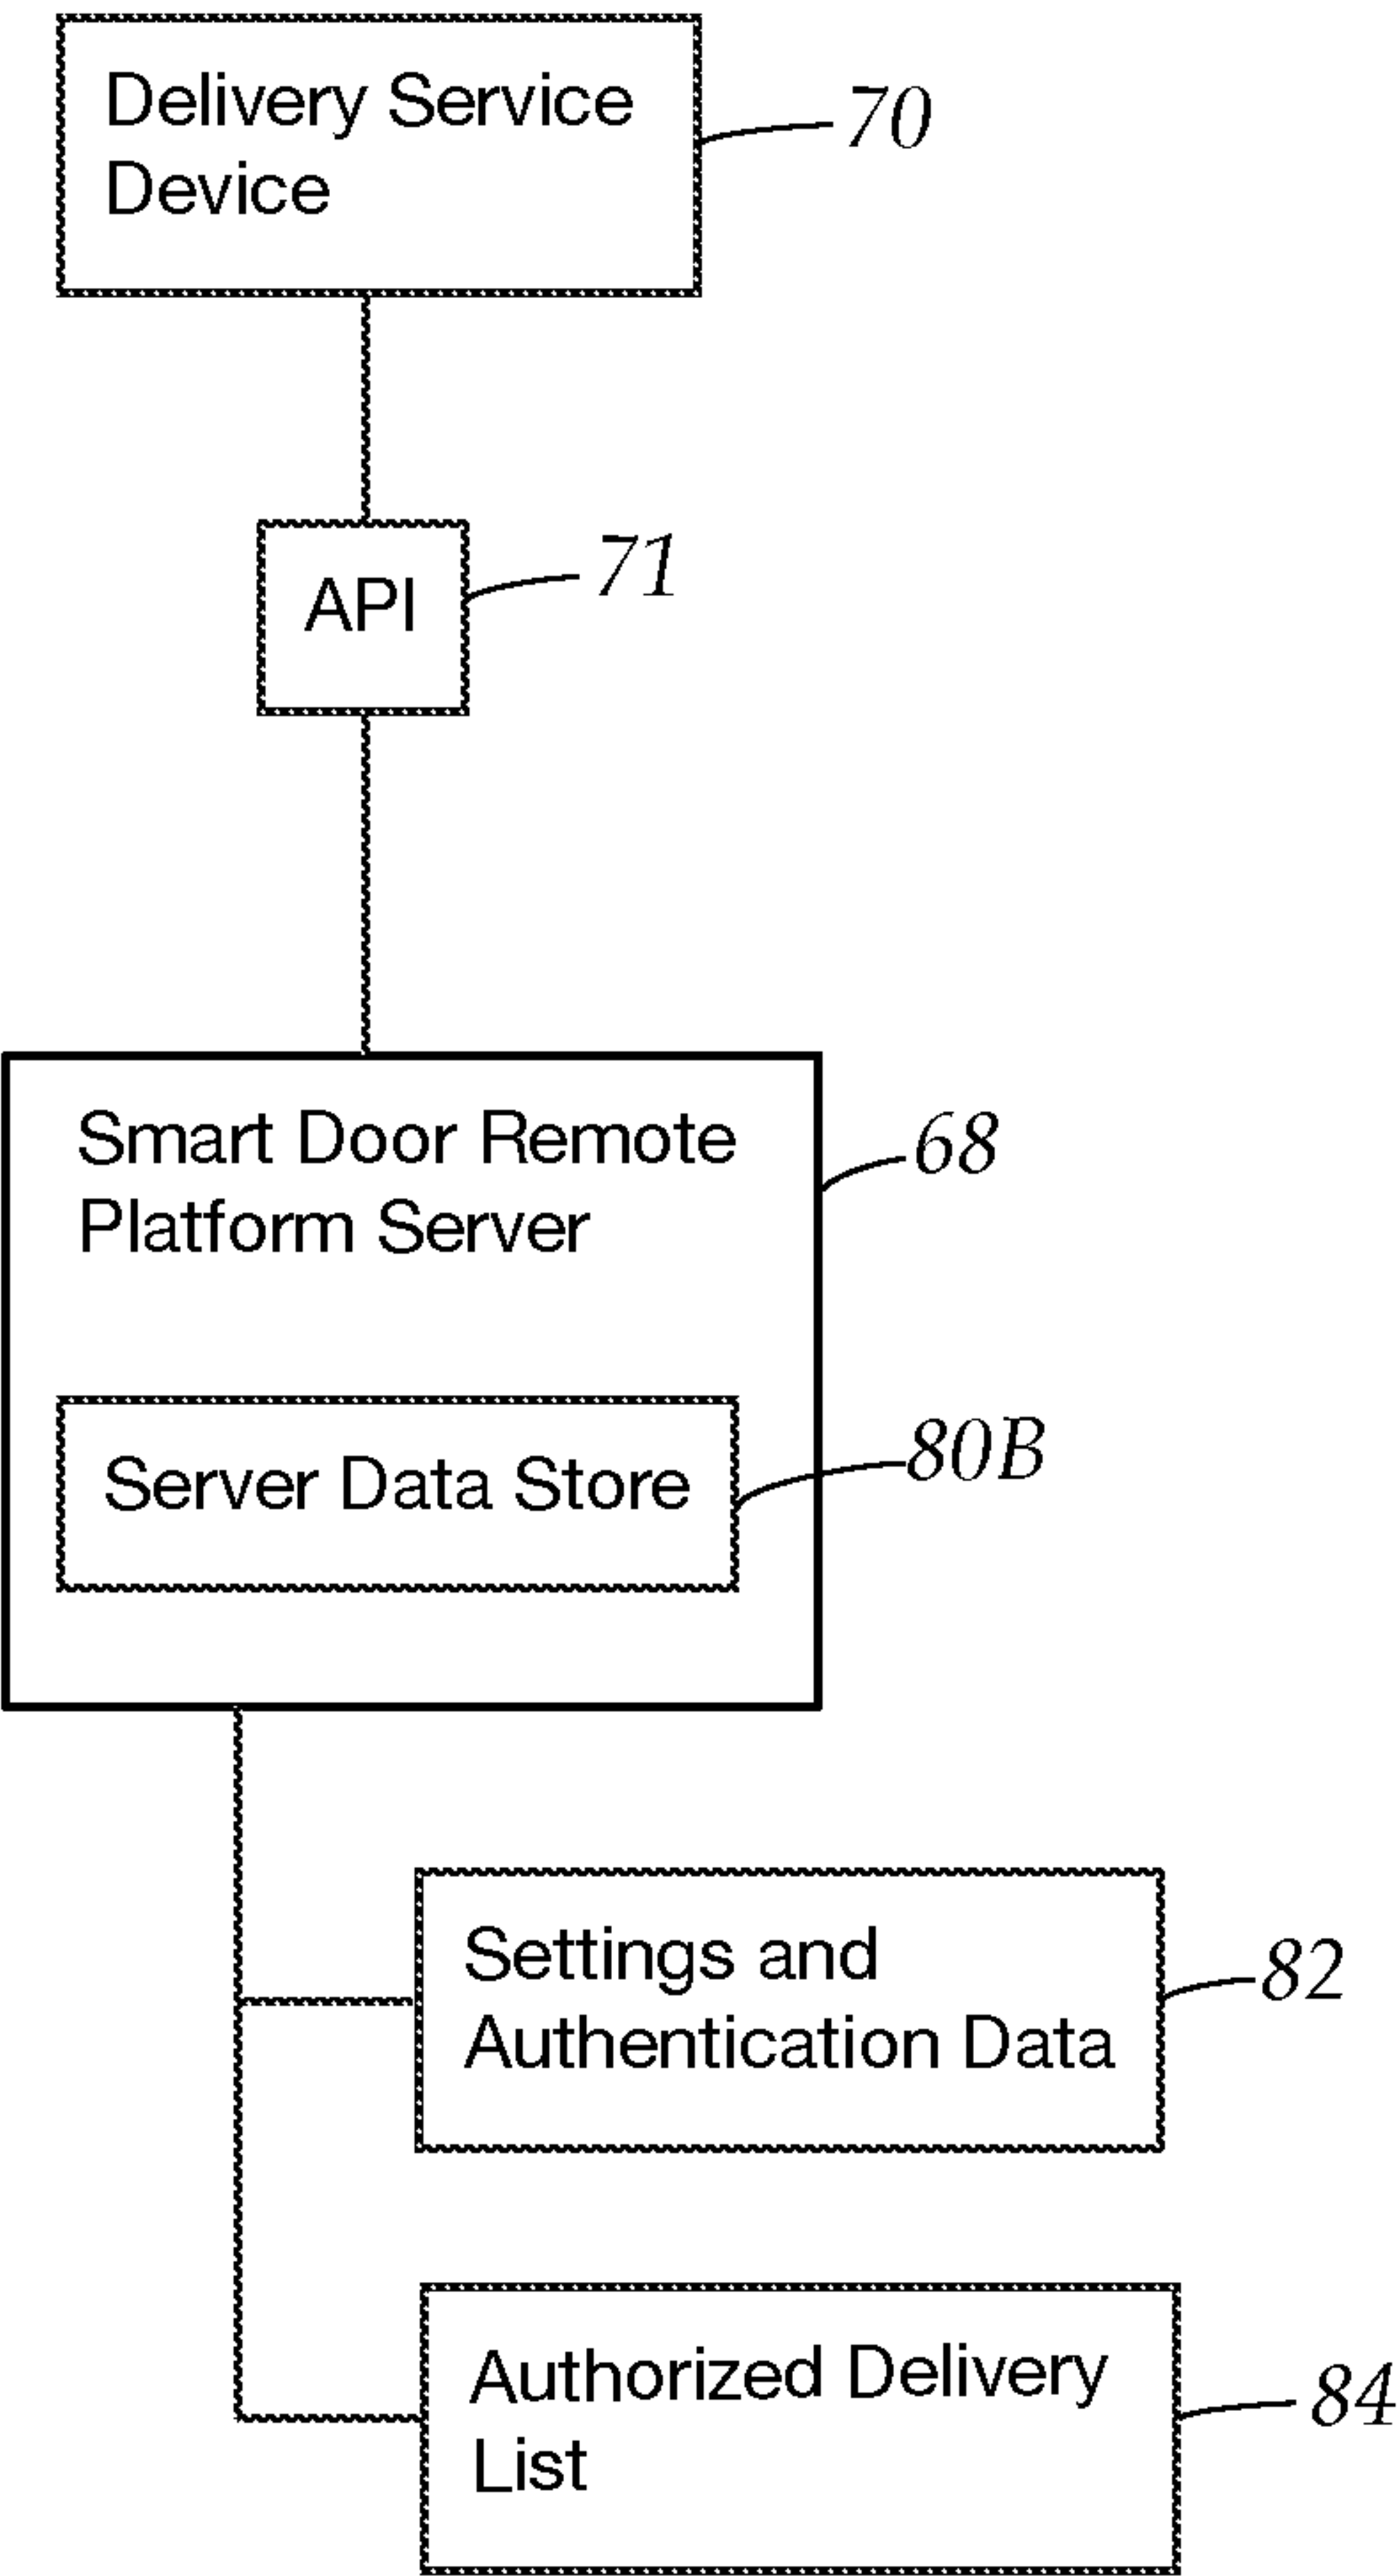 Delivery Service
Device
70
API
71
Smart Door Remote
Platform Server
68
Server Data Store
80B
Settings and
Authentication Data
82
Authorized Delivery
List
84